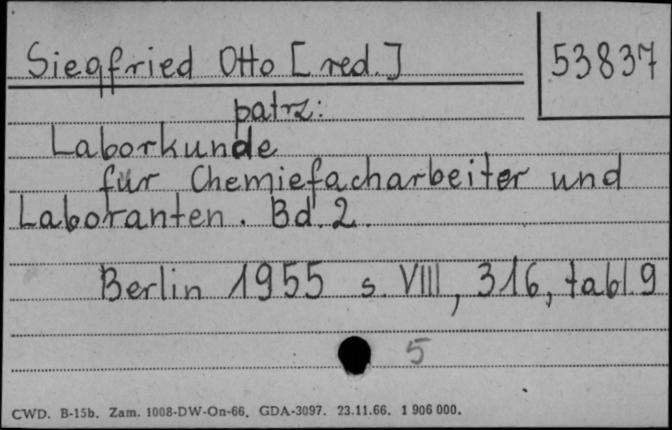 Siegfried Otto [red.]
53837
patrz:
Laborkunde
für Chemiefacharbeiter und
Laboranten. Bd. 2.
Berlin 1955 s. VIII, 316, tabl. 9
5
CWD. B-15b. Zam. 1008-DW-On-66. GDA-3097. 23.11.66. 1 906 000.